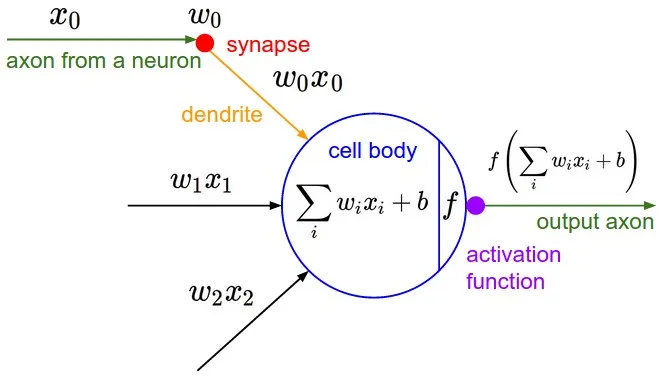 x₀ w₀
synapse
axon from a neuron
w₀x₀
dendrite
cell body
f(∑ᵢ wᵢxᵢ + b)
w₁x₁
∑ᵢ wᵢxᵢ + b f
output axon
activation
function
w₂x₂